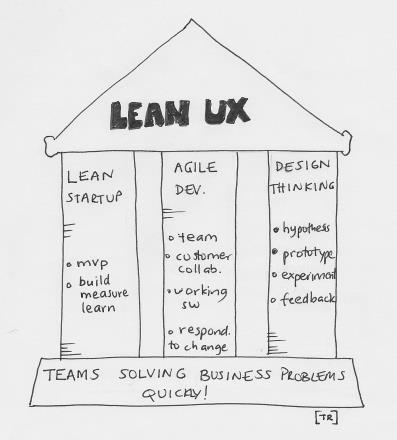 LEAN UX
LEAN
STARTUP
mvp
build
measure
learn
AGILE
DEV.
team
customer
collab.
working
sw
respond.
to change
DESIGN
THINKING
hypothesis
prototype
experiment
feedback
TEAMS SOLVING BUSINESS PROBLEMS
QUICKLY!
[TR]